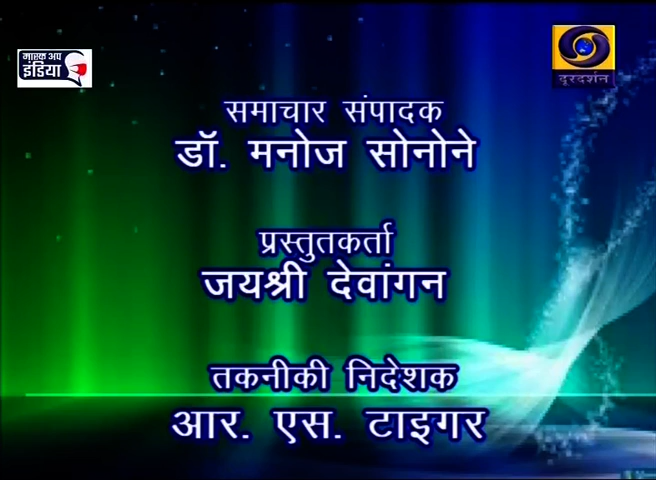 मास्क अप
इंडिया
दूरदर्शन
समाचार संपादक
डॉ. मनोज सोनोने
प्रस्तुतकर्ता
जयश्री देवांगन
तकनीकी निदेशक
आर. एस. टाइगर